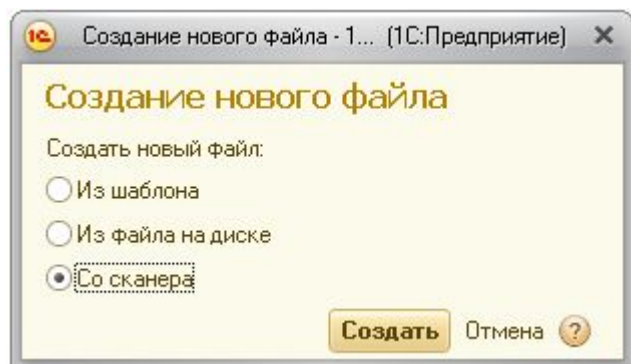 1С Создание нового файла - 1... (1С:Предприятие)
Создание нового файла
Создать новый файл:
Из шаблона
Из файла на диске
Со сканера
Создать Отмена ?